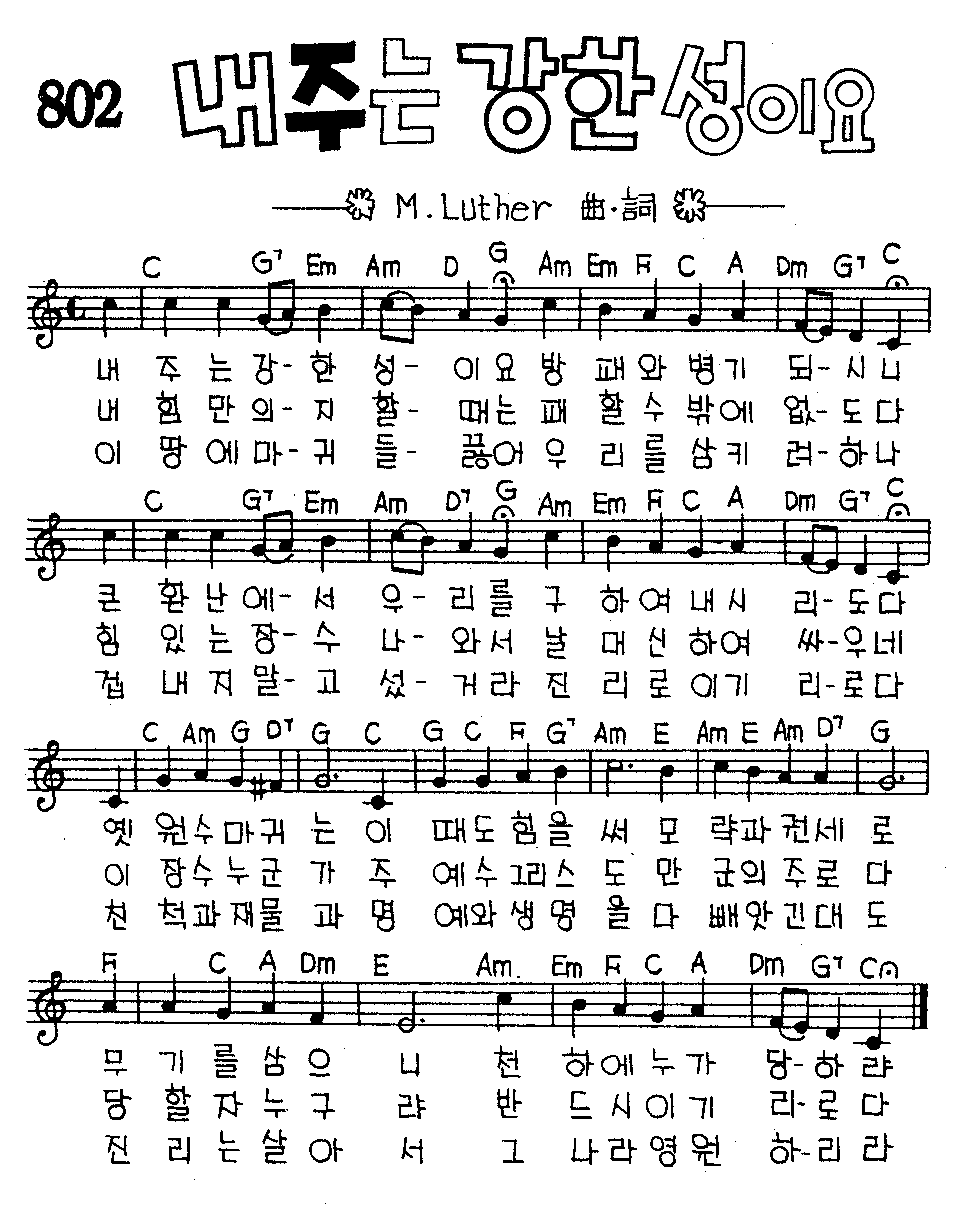 802 내주는 강한 성이요
M.Luther 曲·詞
C G7 Em Am D G Am Em F C A Dm G7 C
내 주 는 강- 한 성- 이 요 방 패 와 병 기 되- 시 니
내 힘 만 의- 지 할- 때 는 패 할 수 밖 에 없- 도 다
이 땅 에 마- 귀 들- 끓 어 우 리 를 삼 키 려- 하 나
C G7 Em Am D7 G Am Em F C A Dm G7 C
큰 환 난 에- 서 우- 리 를 구 하 여 내 시 리- 도 다
힘 있 는 장- 수 나- 와 서 날 대 신 하 여 싸- 우 네
겁 내 지 말- 고 섰- 거 라 진 리 로 이 기 리- 로 다
C Am G D7 G C G C F G7 Am E Am E Am D7 G
옛 원 수 마 귀 는 이 때 도 힘 을 써 모 략 과 권 세 로
이 장 수 누 군 가 주 예 수 그 리 스 도 만 군 의 주 로 다
친 척 과 재 물 과 명 예 와 생 명 을 다 빼 앗 긴 대 도
F C A Dm E Am. Em F C A Dm G7 C
무 기 를 삼 으 니 천 하 에 누 가 당- 하 랴
당 할 자 누 구 랴 반 드 시 이 기 리- 로 다
진 리 는 살 아 서 그 나 라 영 원 하- 리 라